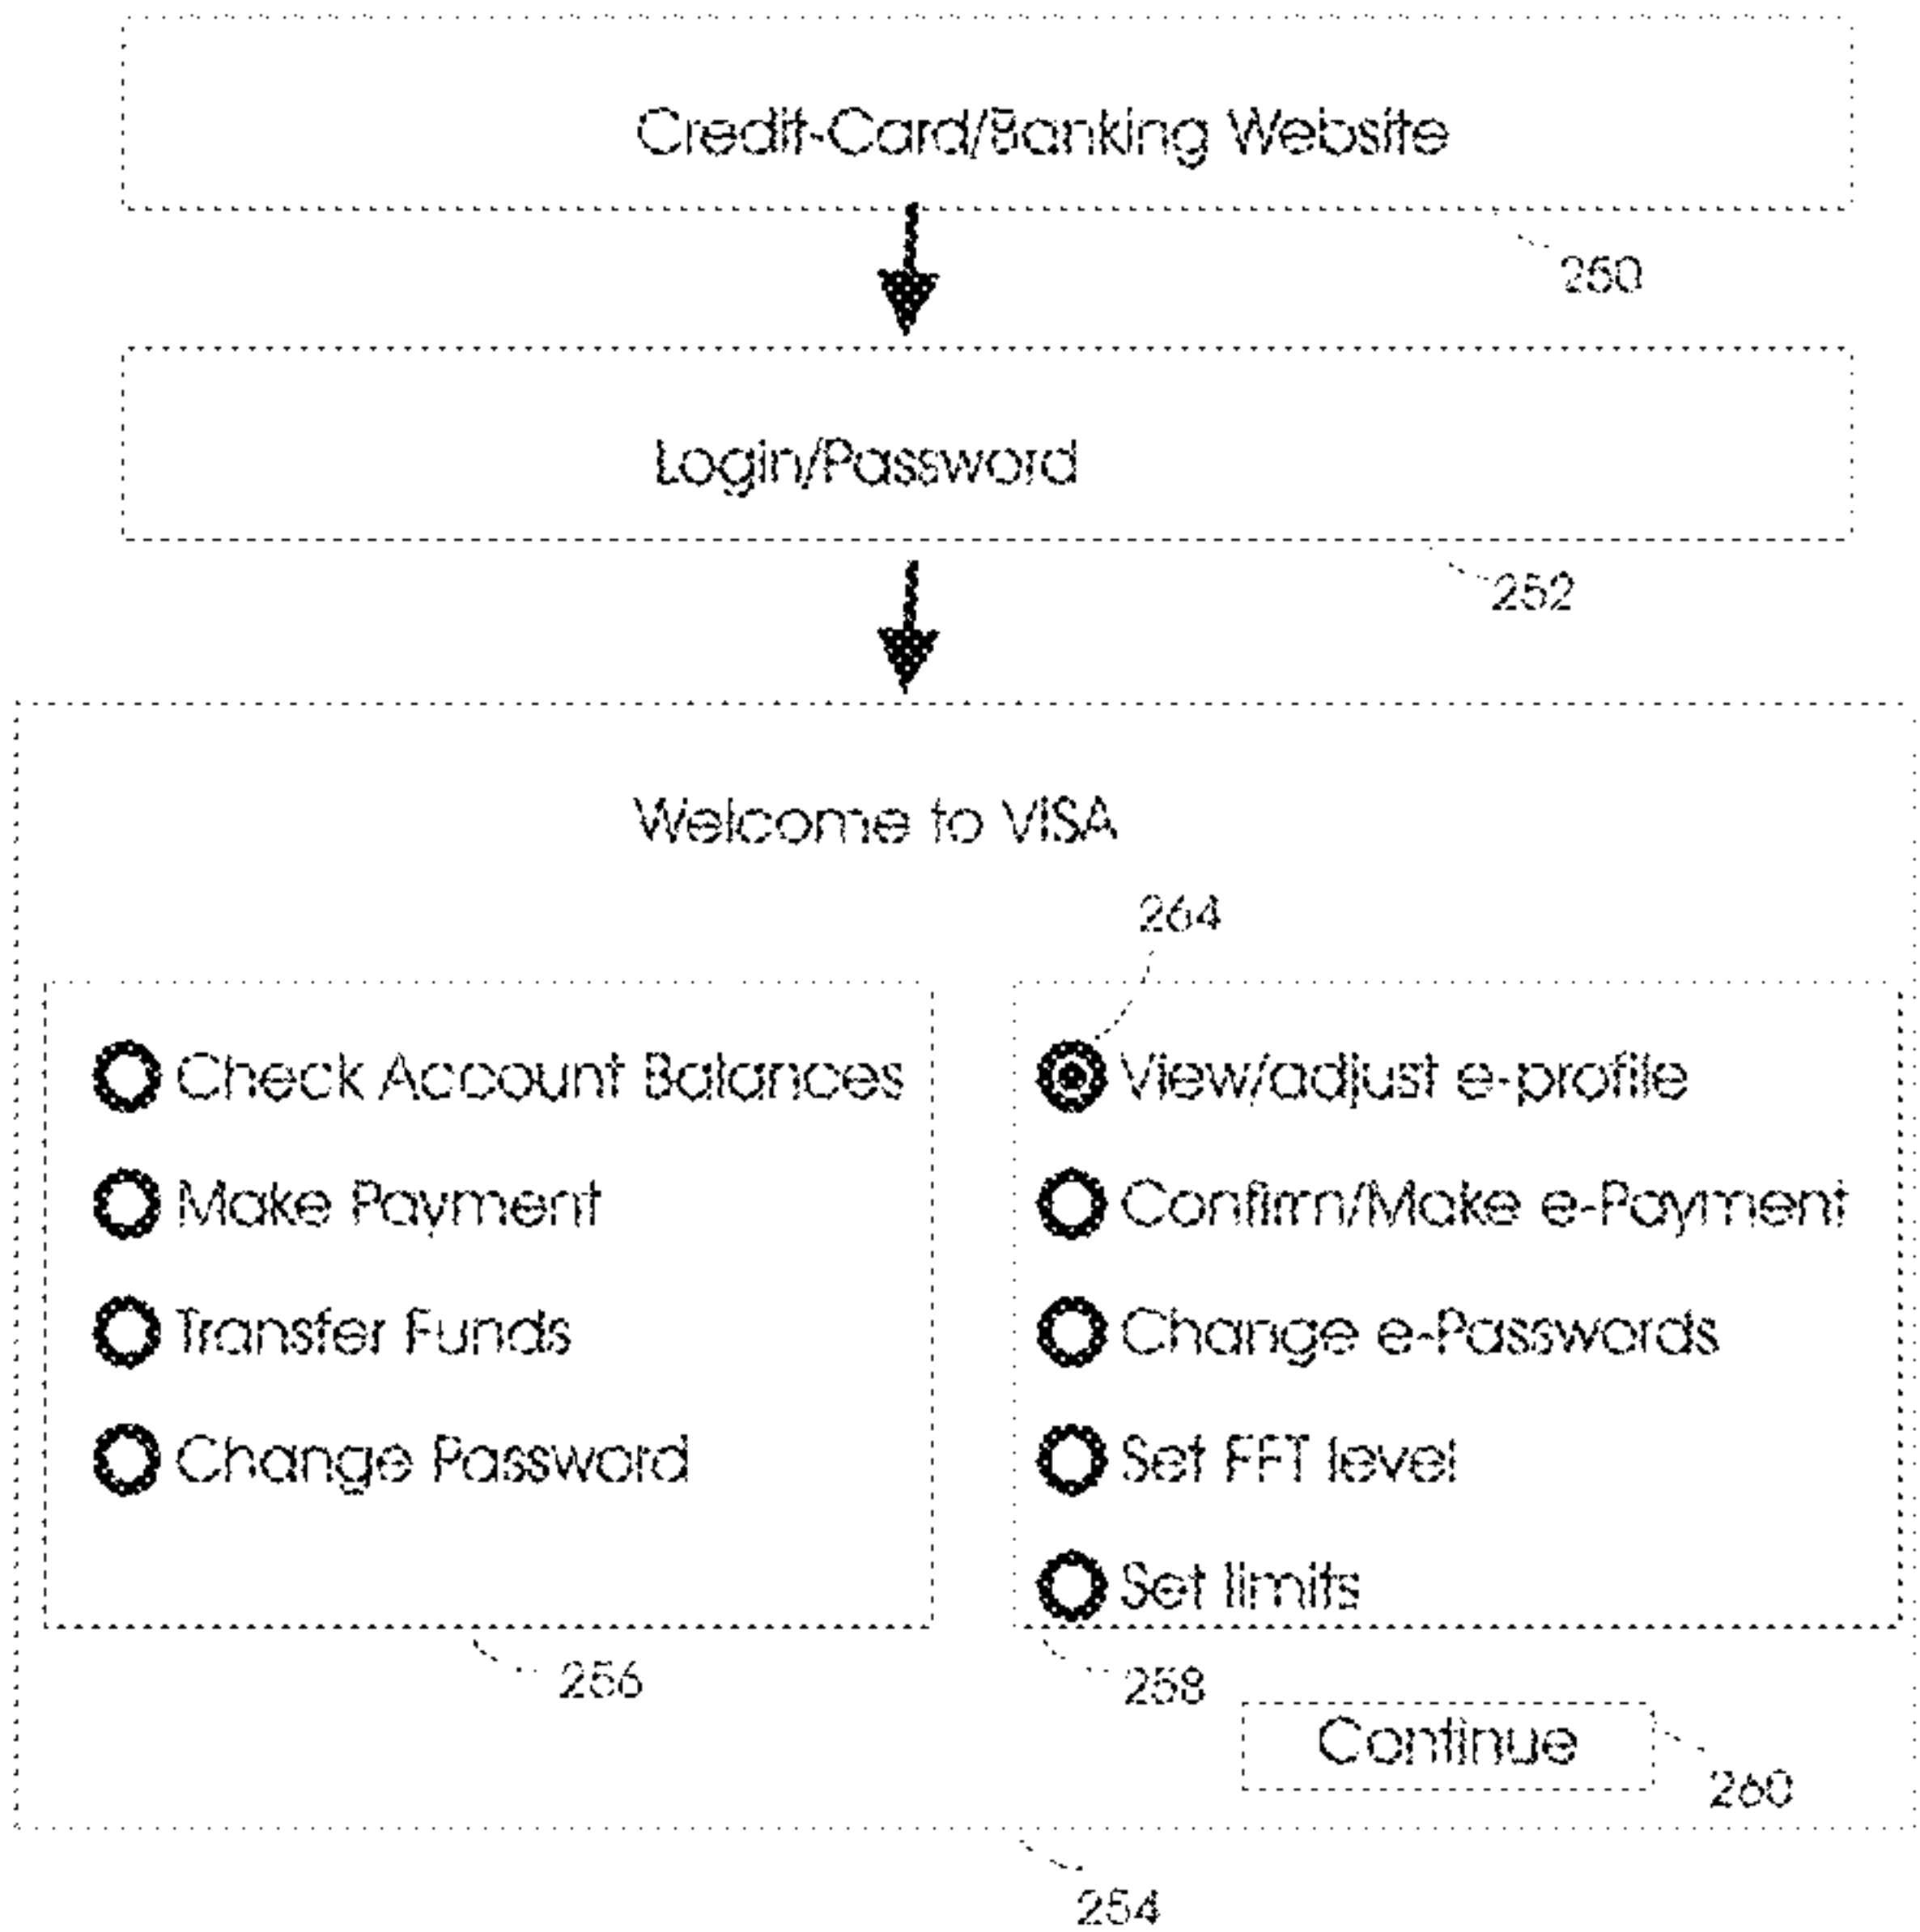 Credit-Card/Banking Website
250
Login/Password
252
Welcome to VISA
264
Check Account Balances
Make Payment
Transfer Funds
Change Password
View/adjust e-profile
Confirm/Make e-Payment
Change e-Passwords
Set FFT level
Set limits
256
258
Continue
260
254